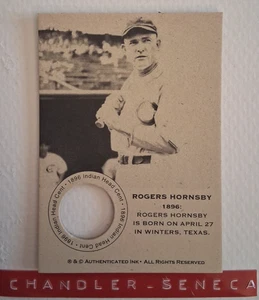 ROGERS HORNSBY
1896:
ROGERS HORNSBY
IS BORN ON APRIL 27
IN WINTERS, TEXAS.
1896 Indian Head Cent • 1896 Indian Head Cent • 1896 Indian Head Cent •
® & © AUTHENTICATED INK • ALL RIGHTS RESERVED
CHANDLER-SENECA